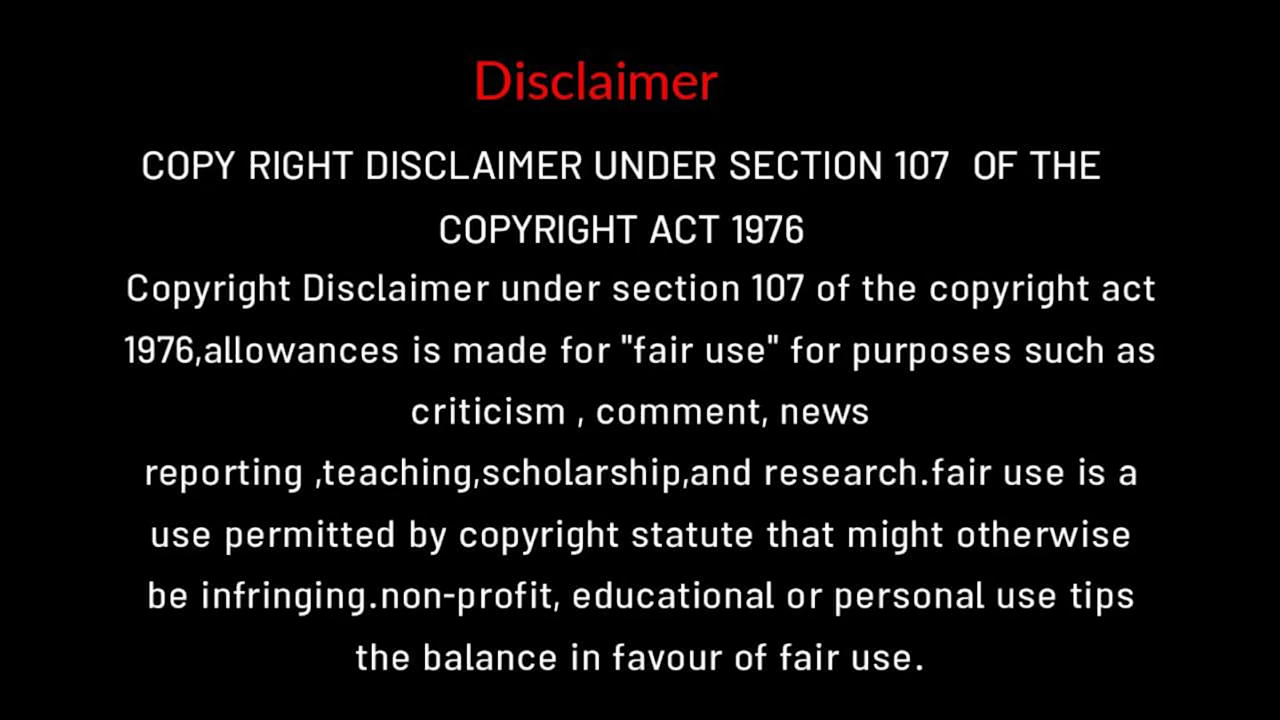 Disclaimer
COPY RIGHT DISCLAIMER UNDER SECTION 107 OF THE
COPYRIGHT ACT 1976
Copyright Disclaimer under section 107 of the copyright act
1976,allowances is made for "fair use" for purposes such as
criticism , comment, news
reporting ,teaching,scholarship,and research.fair use is a
use permitted by copyright statute that might otherwise
be infringing.non-profit, educational or personal use tips
the balance in favour of fair use.